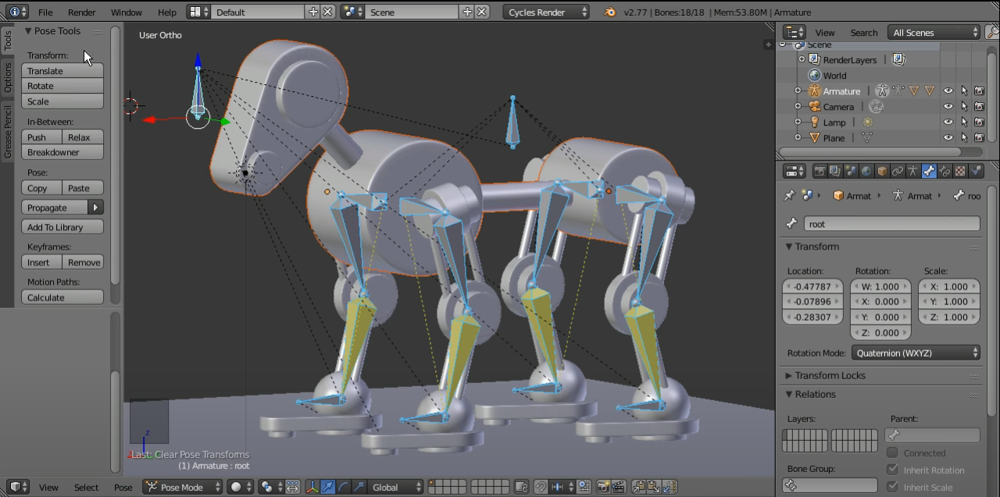 File Render Window Help Default Scene Cycles Render v2.77 | Bones:18/18 | Mem:53.80M | Armature
Tools
Options
Grease Pencil
Pose Tools
Transform:
Translate
Rotate
Scale
In-Between:
Push Relax
Breakdowner
Pose:
Copy Paste
Propagate
Add To Library
Keyframes:
Insert Remove
Motion Paths:
Calculate
User Ortho
z
Last: Clear Pose Transforms
(1) Armature : root
View Select Pose Pose Mode Global
View Search All Scenes
Scene
RenderLayers
World
Armature
Camera
Lamp
Plane
Armat Armat roo
root
Transform
Location: Rotation: Scale:
-0.47787 W: 1.000 X: 1.000
-0.07896 X: 0.000 Y: 1.000
-0.28307 Y: 0.000 Z: 1.000
Z: 0.000
Rotation Mode: Quaternion (WXYZ)
Transform Locks
Relations
Layers: Parent:
Connected
Bone Group: Inherit Rotation
Inherit Scale